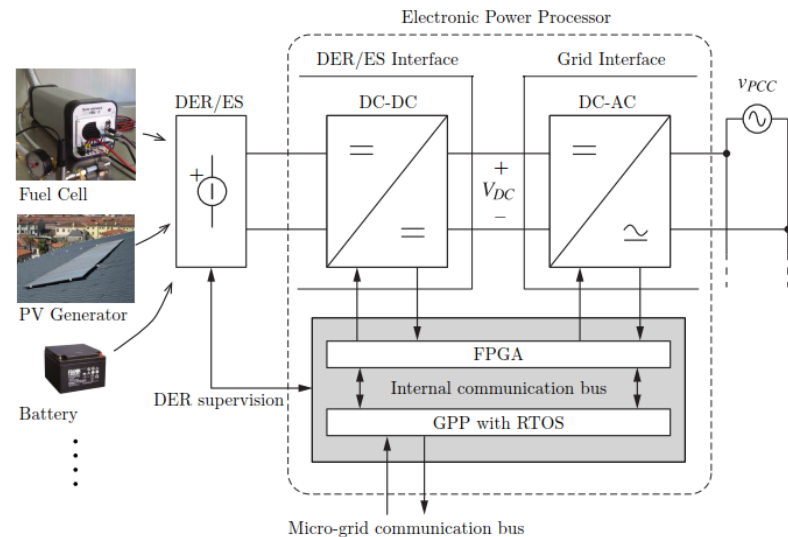 Electronic Power Processor
DER/ES Interface
Grid Interface
DER/ES
DC-DC
DC-AC
v_PCC
+
+
V_DC
−
Fuel Cell
PV Generator
FPGA
Internal communication bus
DER supervision
GPP with RTOS
Battery
Micro-grid communication bus